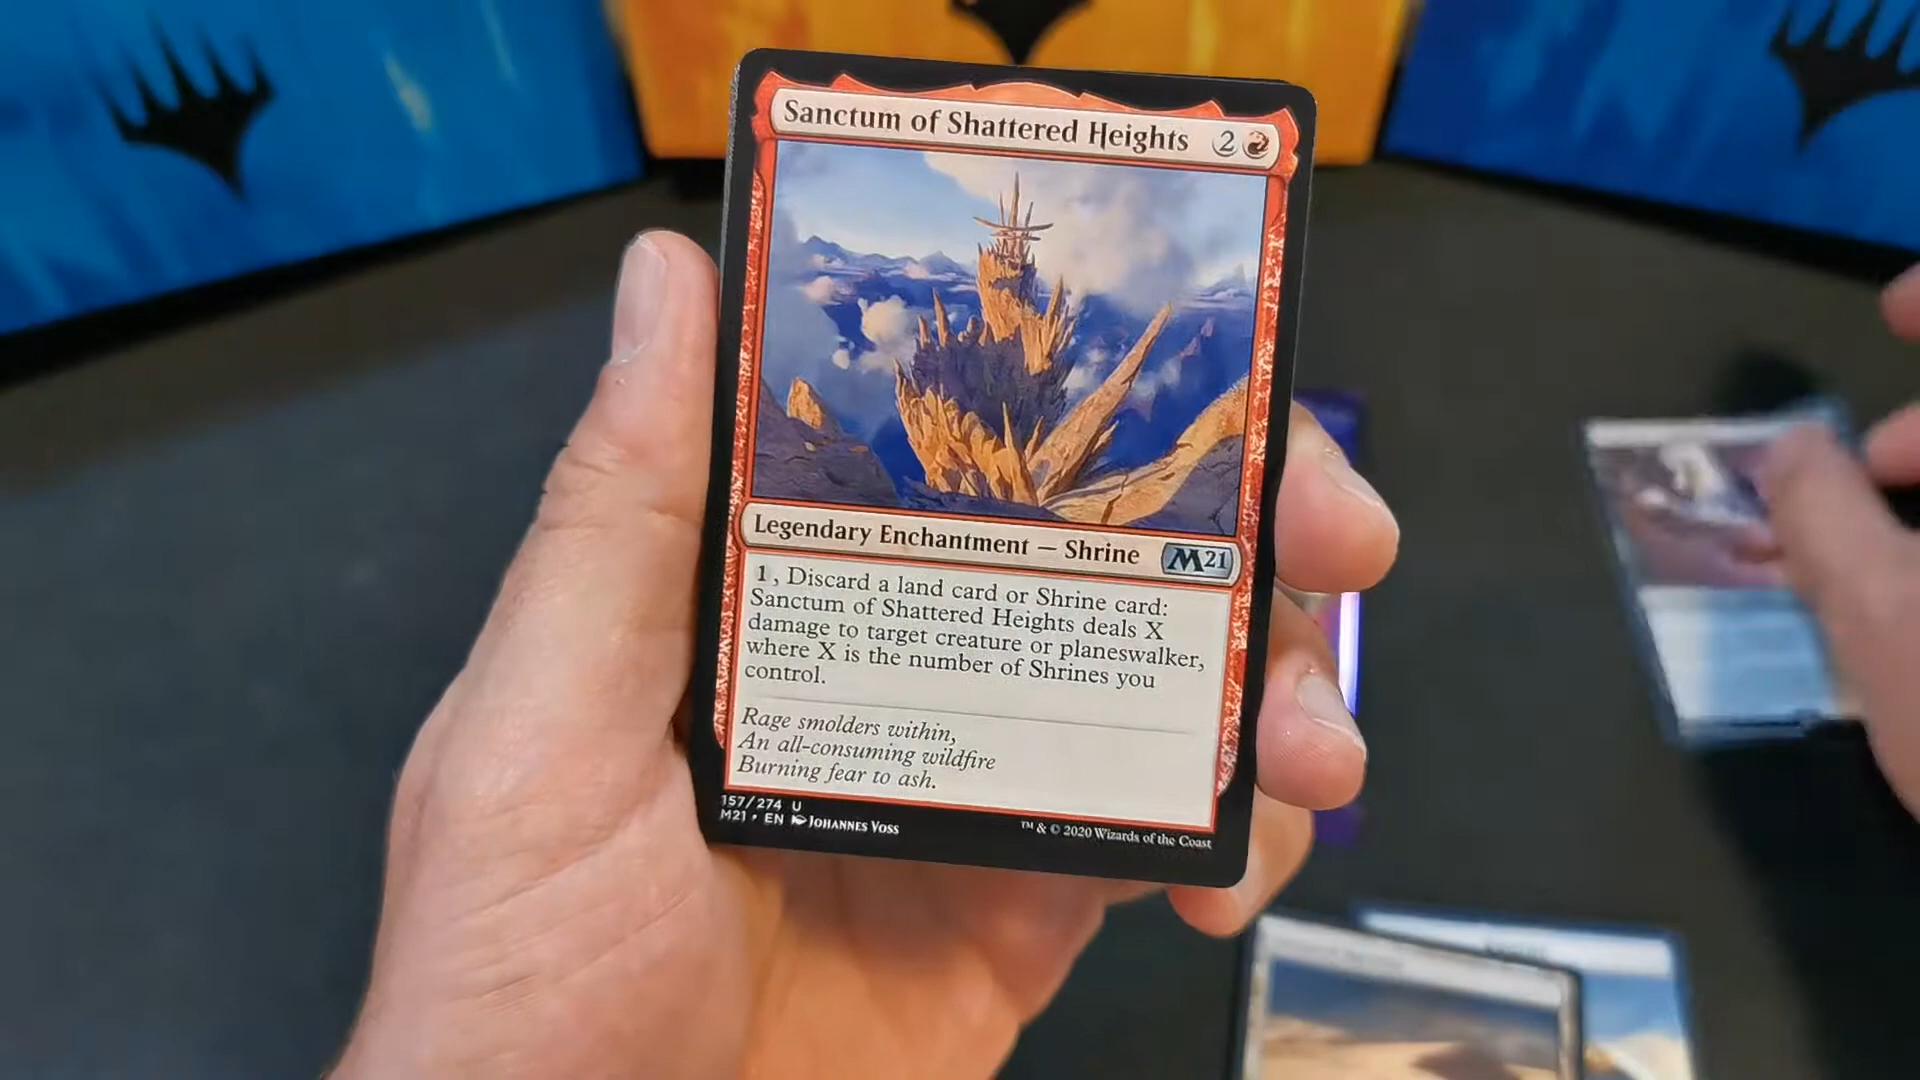 Sanctum of Shattered Heights 2
Legendary Enchantment — Shrine M21
1, Discard a land card or Shrine card:
Sanctum of Shattered Heights deals X
damage to target creature or planeswalker,
where X is the number of Shrines you
control.
Rage smolders within,
An all-consuming wildfire
Burning fear to ash.
157/274 U
M21 • EN JOHANNES VOSS
™ & © 2020 Wizards of the Coast